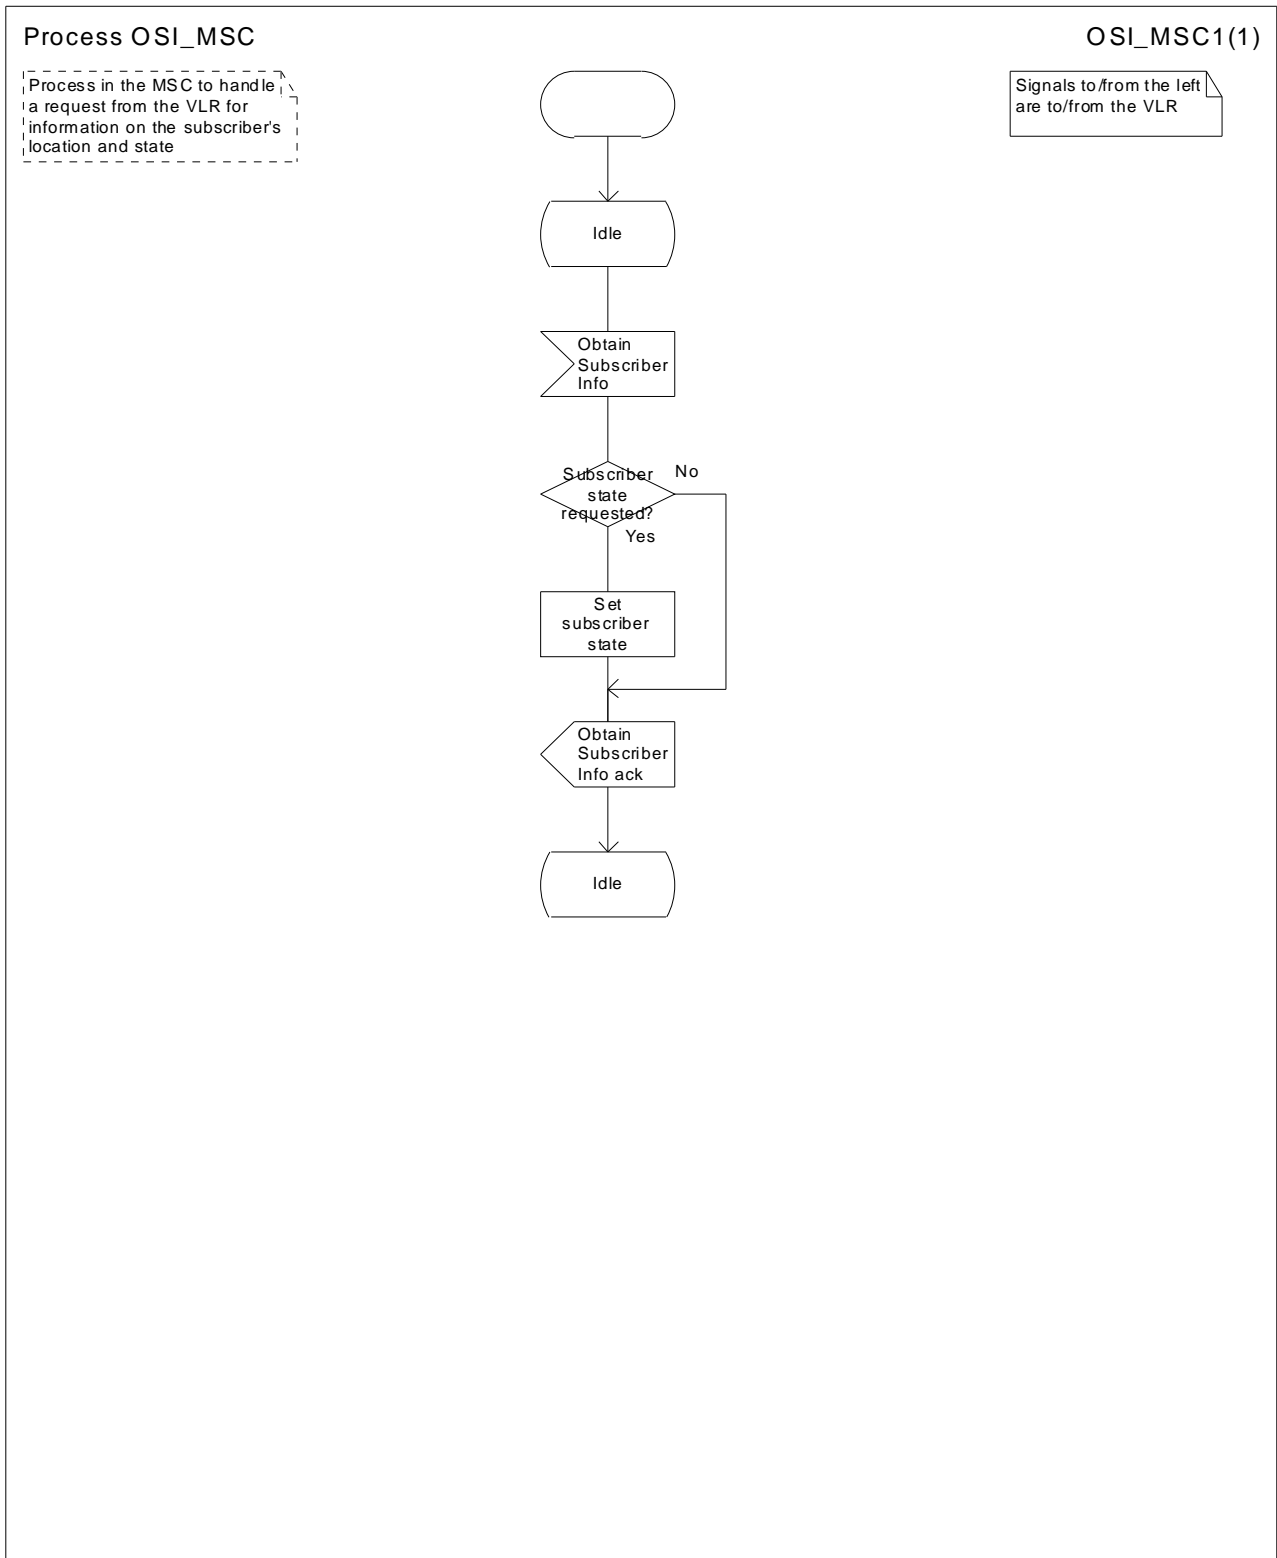 Process OSI_MSC
OSI_MSC1(1)
Process in the MSC to handle
a request from the VLR for
information on the subscriber's
location and state
Signals to/from the left
are to/from the VLR
Idle
Obtain
Subscriber
Info
Subscriber
state
requested?
No
Yes
Set
subscriber
state
Obtain
Subscriber
Info ack
Idle